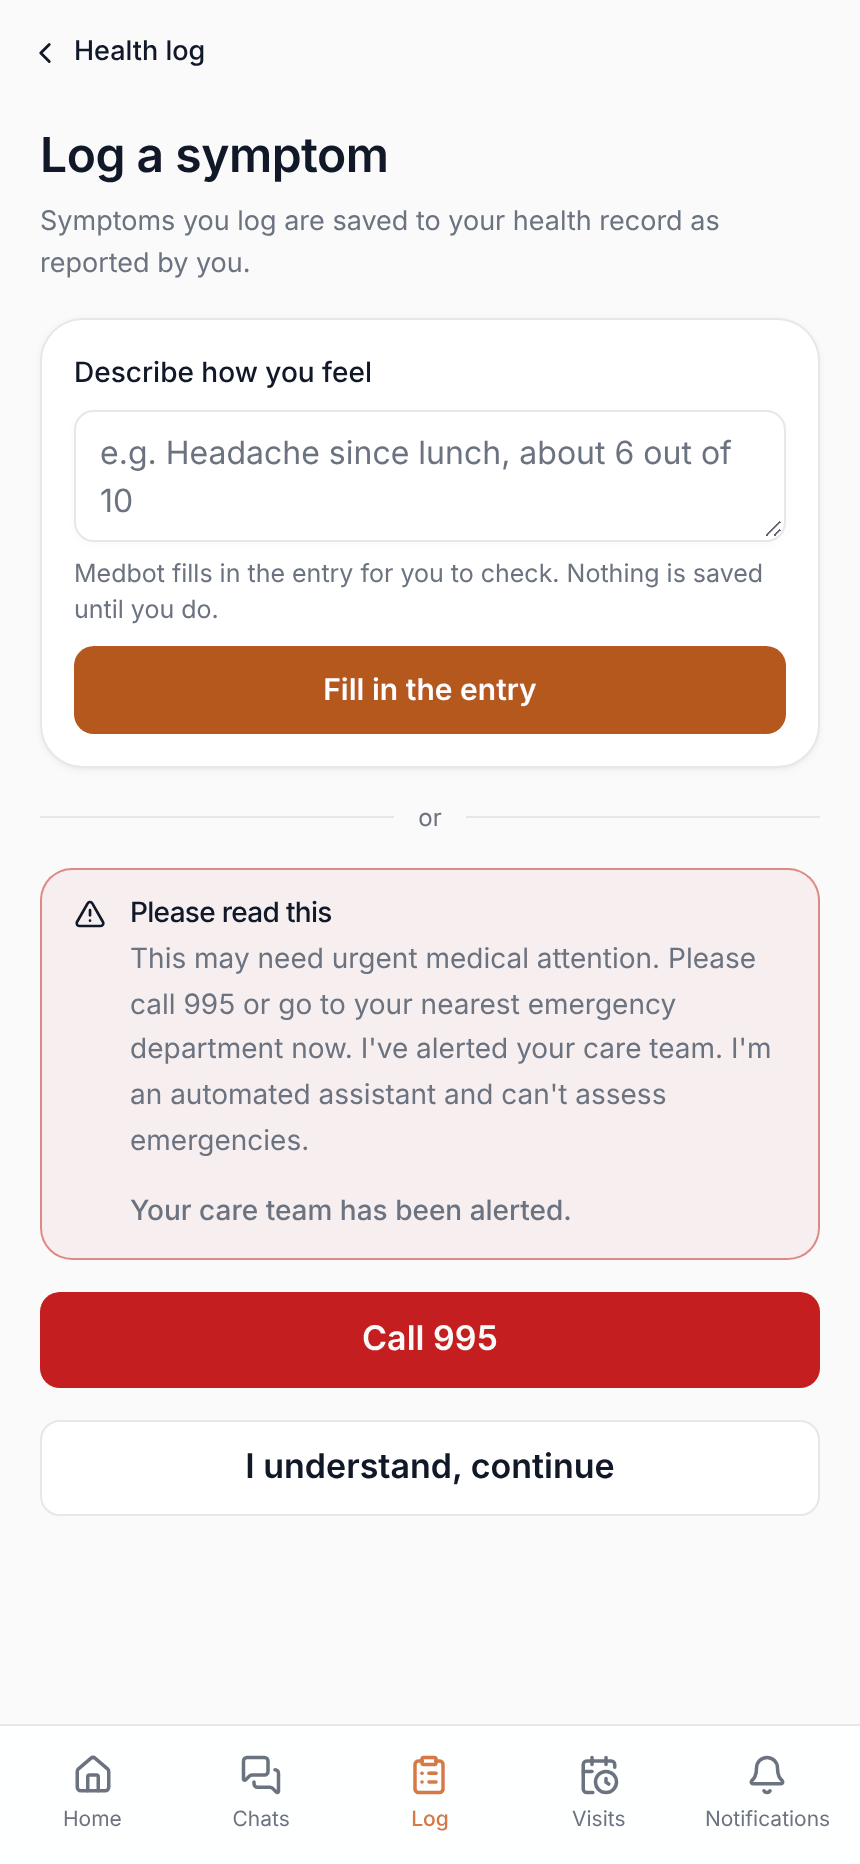 Health log
Log a symptom
Symptoms you log are saved to your health record as
reported by you.
Describe how you feel
e.g. Headache since lunch, about 6 out of
10
Medbot fills in the entry for you to check. Nothing is saved
until you do.
Fill in the entry
or
Please read this
This may need urgent medical attention. Please
call 995 or go to your nearest emergency
department now. I've alerted your care team. I'm
an automated assistant and can't assess
emergencies.
Your care team has been alerted.
Call 995
I understand, continue
Home
Chats
Log
Visits
Notifications